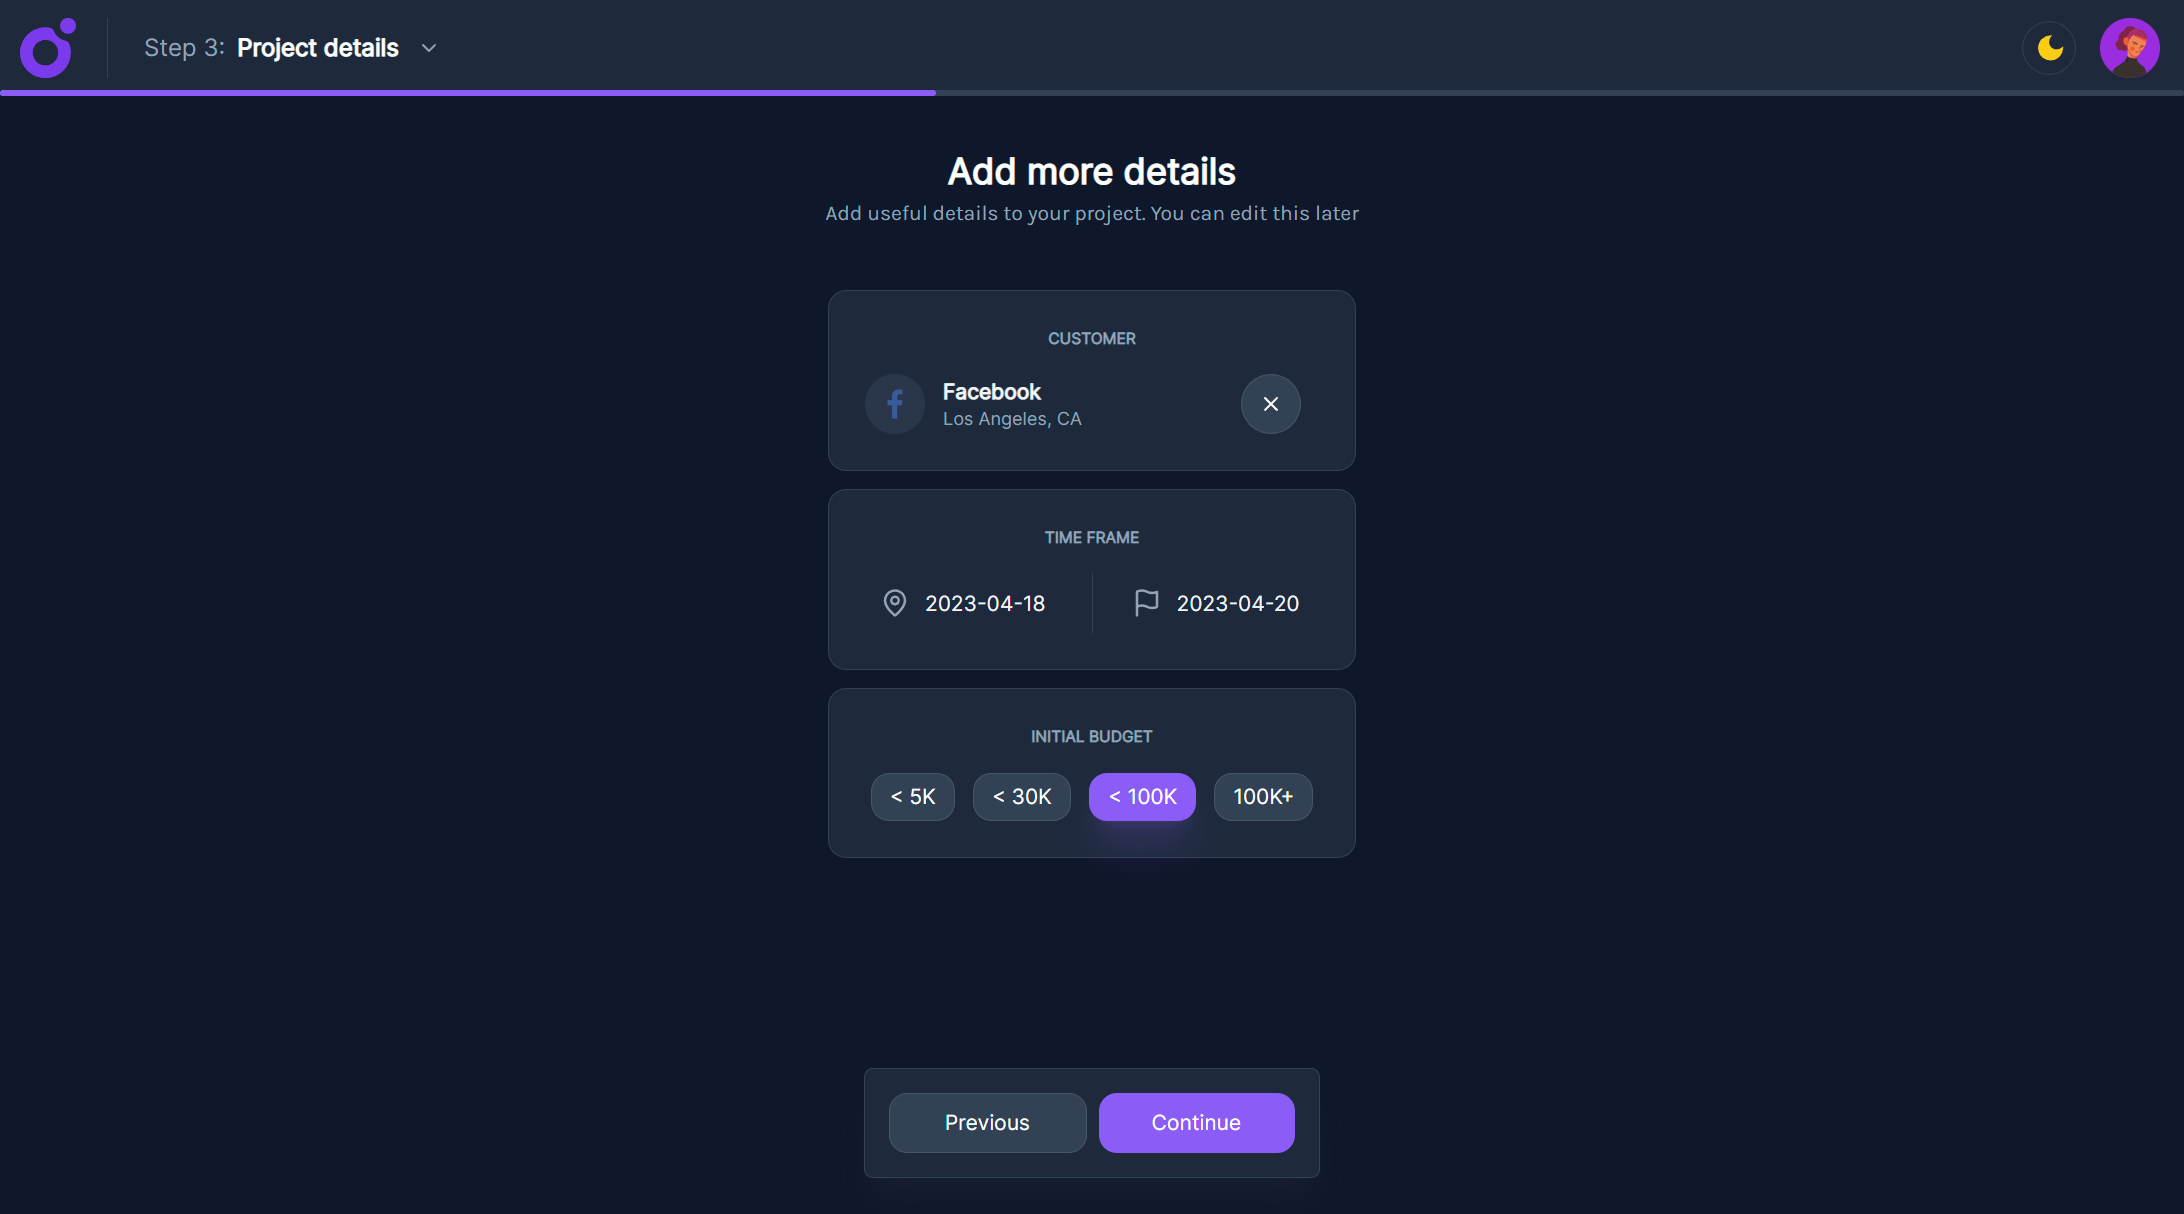 Step 3: Project details
Add more details
Add useful details to your project. You can edit this later
CUSTOMER
Facebook
Los Angeles, CA
TIME FRAME
2023-04-18 2023-04-20
INITIAL BUDGET
< 5K < 30K < 100K 100K+
Previous Continue